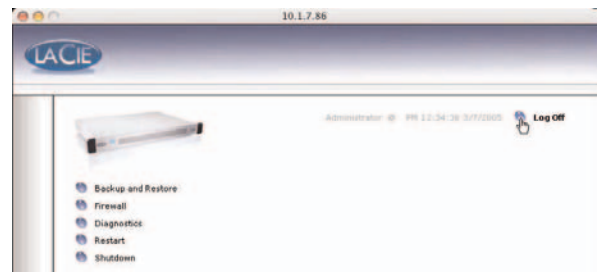 10.1.7.86
LACIE
Administrator @ PM 12:34:38 3/7/2005 Log Off
Backup and Restore
Firewall
Diagnostics
Restart
Shutdown